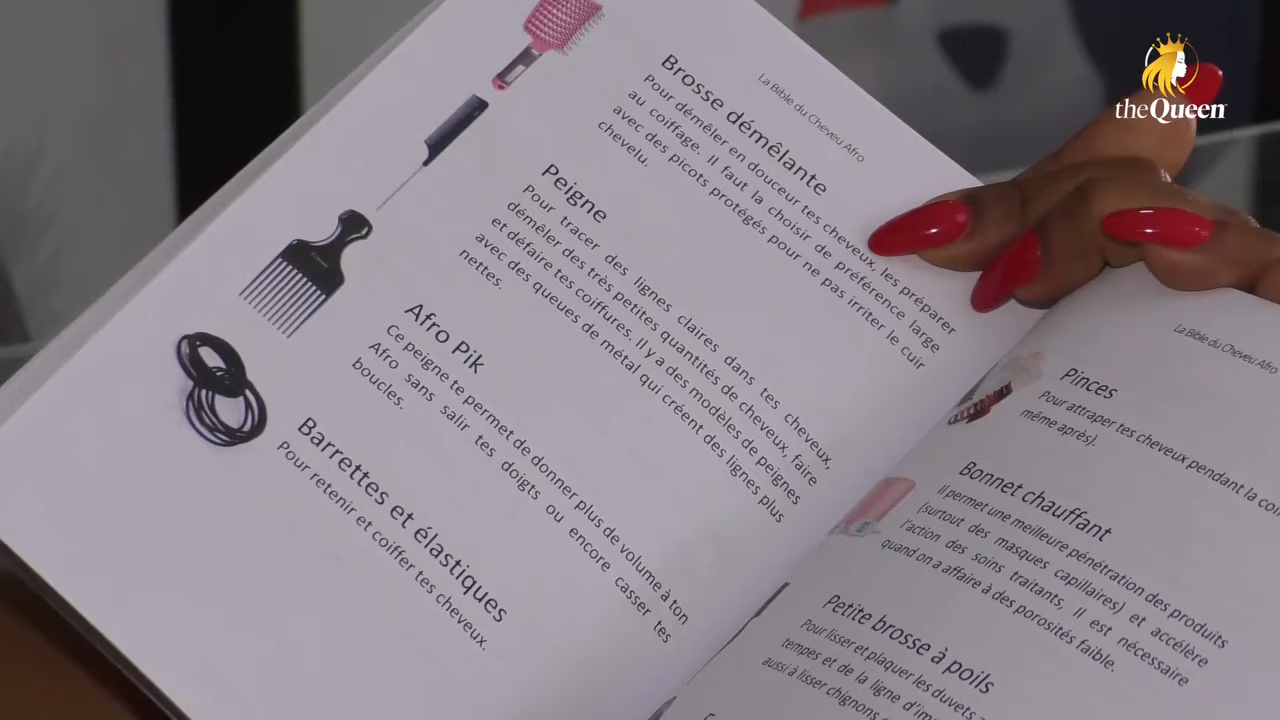 theQueen
La Bible du Cheveu Afro
Brosse démêlante
Pour démêler en douceur tes cheveux, les préparer
au coiffage. Il faut la choisir de préférence large
avec des picots protégés pour ne pas irriter le cuir
chevelu.
Peigne
Pour tracer des lignes claires dans tes cheveux,
démêler des très petites quantités de cheveux, faire
et défaire tes coiffures. Il y a des modèles de peignes
avec des queues de métal qui créent des lignes plus
nettes.
Afro Pik
Ce peigne te permet de donner plus de volume à ton
Afro sans salir tes doigts ou encore casser tes
boucles.
Barrettes et élastiques
Pour retenir et coiffer tes cheveux.
La Bible du Cheveu Afro
Pinces
Pour attraper tes cheveux pendant la
même après).
Bonnet chauffant
Il permet une meilleure pénétration des produits
(surtout des masques capillaires) et accélère
l'action des soins traitants, Il est nécessaire
quand on a affaire à des porosités faible.
Petite brosse à poils
Pour lisser et plaquer les duvets
tempes et de la ligne
aussi à lisser chignons